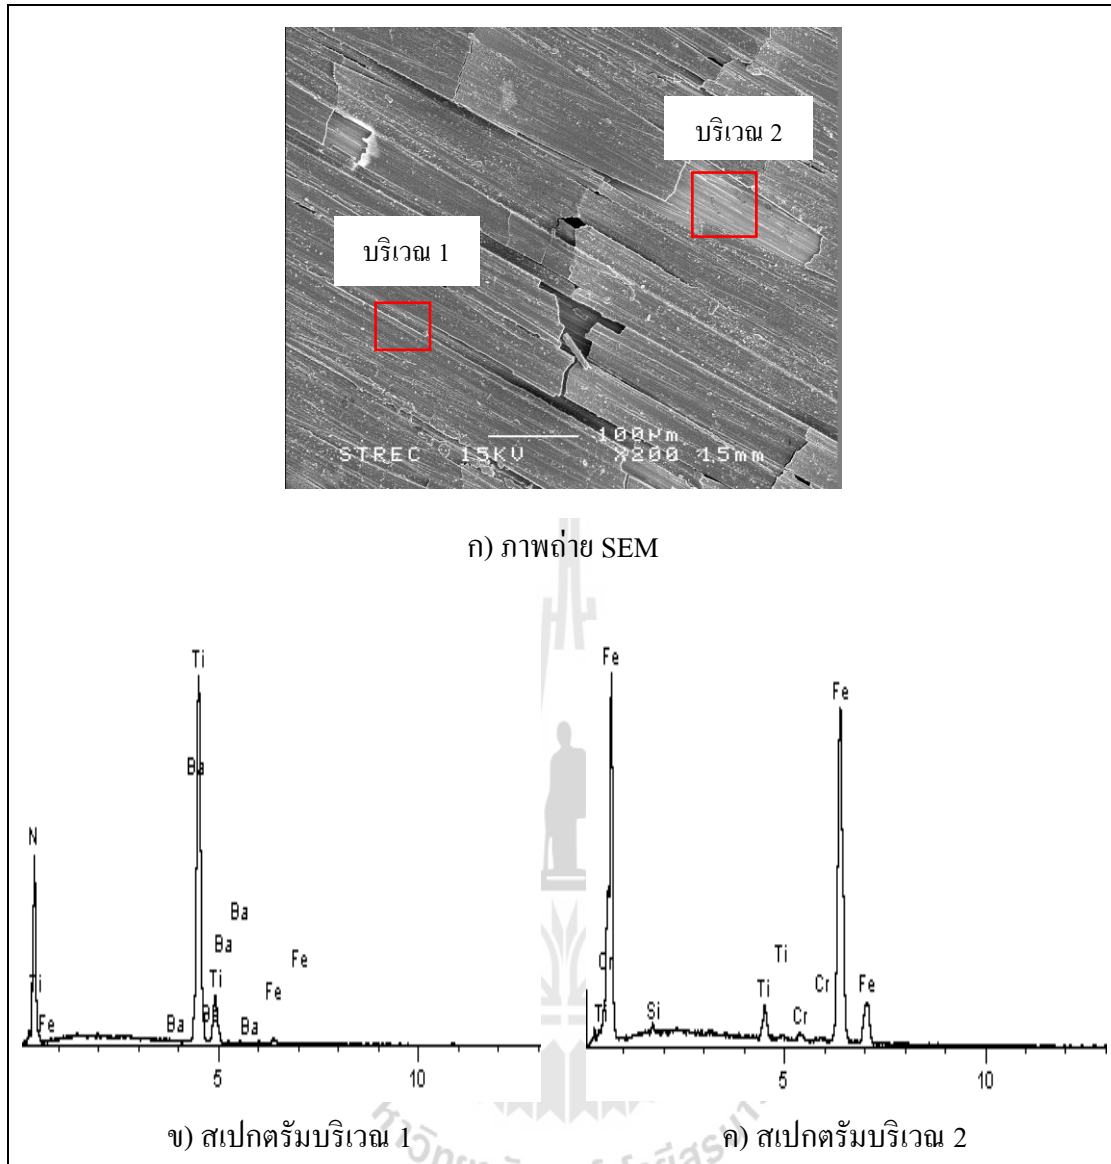 บริเวณ 2
บริเวณ 1
100µm
STREC 15KV X200 15mm
ก) ภาพถ่าย SEM
Ti
Ba
N
Ba
Ba
Fe
Ti
Ti
Fe
Fe
Ba
Ba
Ba
5 10
ข) สเปกตรัมบริเวณ 1
Fe
Fe
Ti
Cr
Cr
Ti
Fe
Ti
Si
Cr
5 10
ค) สเปกตรัมบริเวณ 2